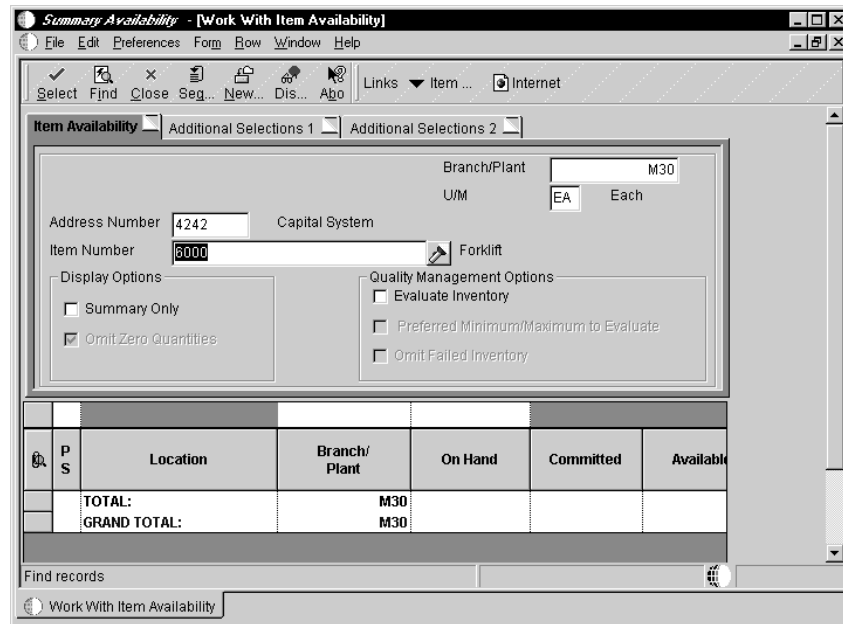 Summary Availability - [Work With Item Availability]
File Edit Preferences Form Row Window Help
Select Find Close Seq... New... Dis... Abo Links Item ... Internet
Item Availability Additional Selections 1 Additional Selections 2
Branch/Plant M30
U/M EA Each
Address Number 4242 Capital System
Item Number 6000 Forklift
Display Options Quality Management Options
Summary Only Evaluate Inventory
Omit Zero Quantities Preferred Minimum/Maximum to Evaluate
Omit Failed Inventory
P S Location Branch/ Plant On Hand Committed Available
TOTAL: M30
GRAND TOTAL: M30
Find records
Work With Item Availability